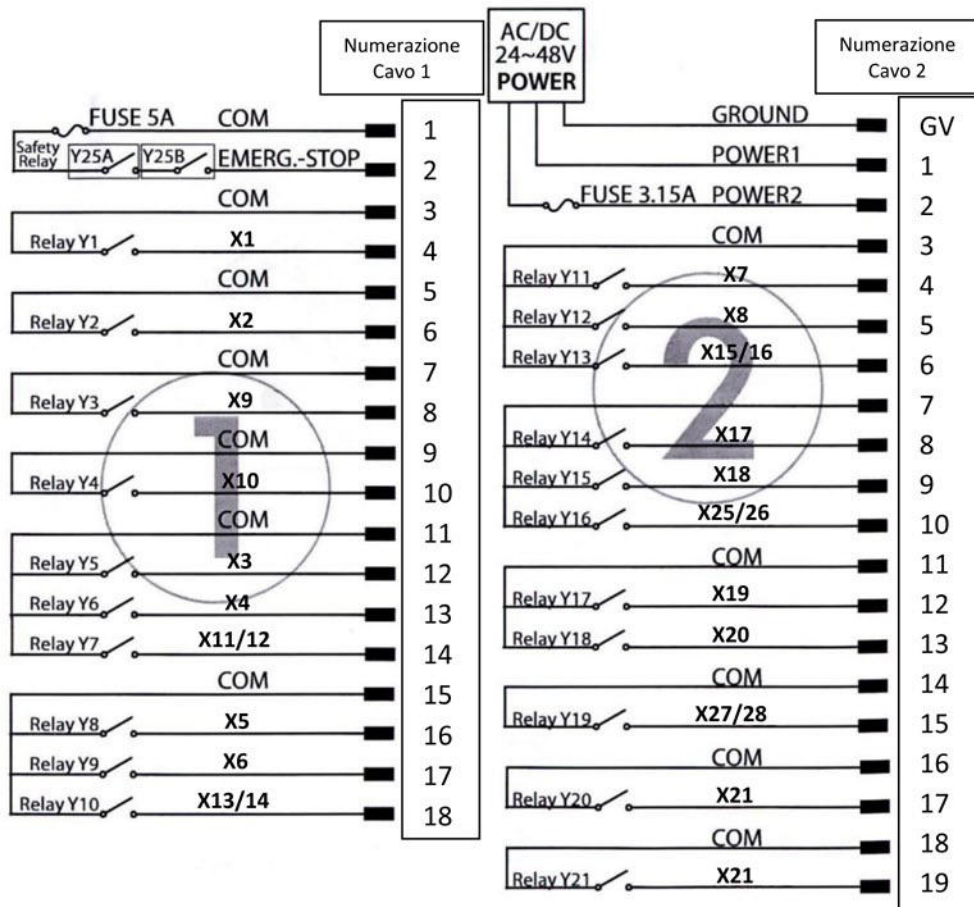 Numerazione
Cavo 1
AC/DC
24~48V
POWER
Numerazione
Cavo 2
FUSE 5A COM 1
Safety
Relay
Y25A Y25B EMERG.-STOP 2
COM 3
Relay Y1 X1 4
COM 5
Relay Y2 X2 6
COM 7
Relay Y3 X9 8
COM 9
Relay Y4 X10 10
COM 11
Relay Y5 X3 12
Relay Y6 X4 13
Relay Y7 X11/12 14
COM 15
Relay Y8 X5 16
Relay Y9 X6 17
Relay Y10 X13/14 18
1
GROUND GV
POWER1 1
FUSE 3.15A POWER2 2
COM 3
Relay Y11 X7 4
Relay Y12 X8 5
Relay Y13 X15/16 6
7
Relay Y14 X17 8
Relay Y15 X18 9
Relay Y16 X25/26 10
COM 11
Relay Y17 X19 12
Relay Y18 X20 13
COM 14
Relay Y19 X27/28 15
COM 16
Relay Y20 X21 17
COM 18
Relay Y21 X21 19
2